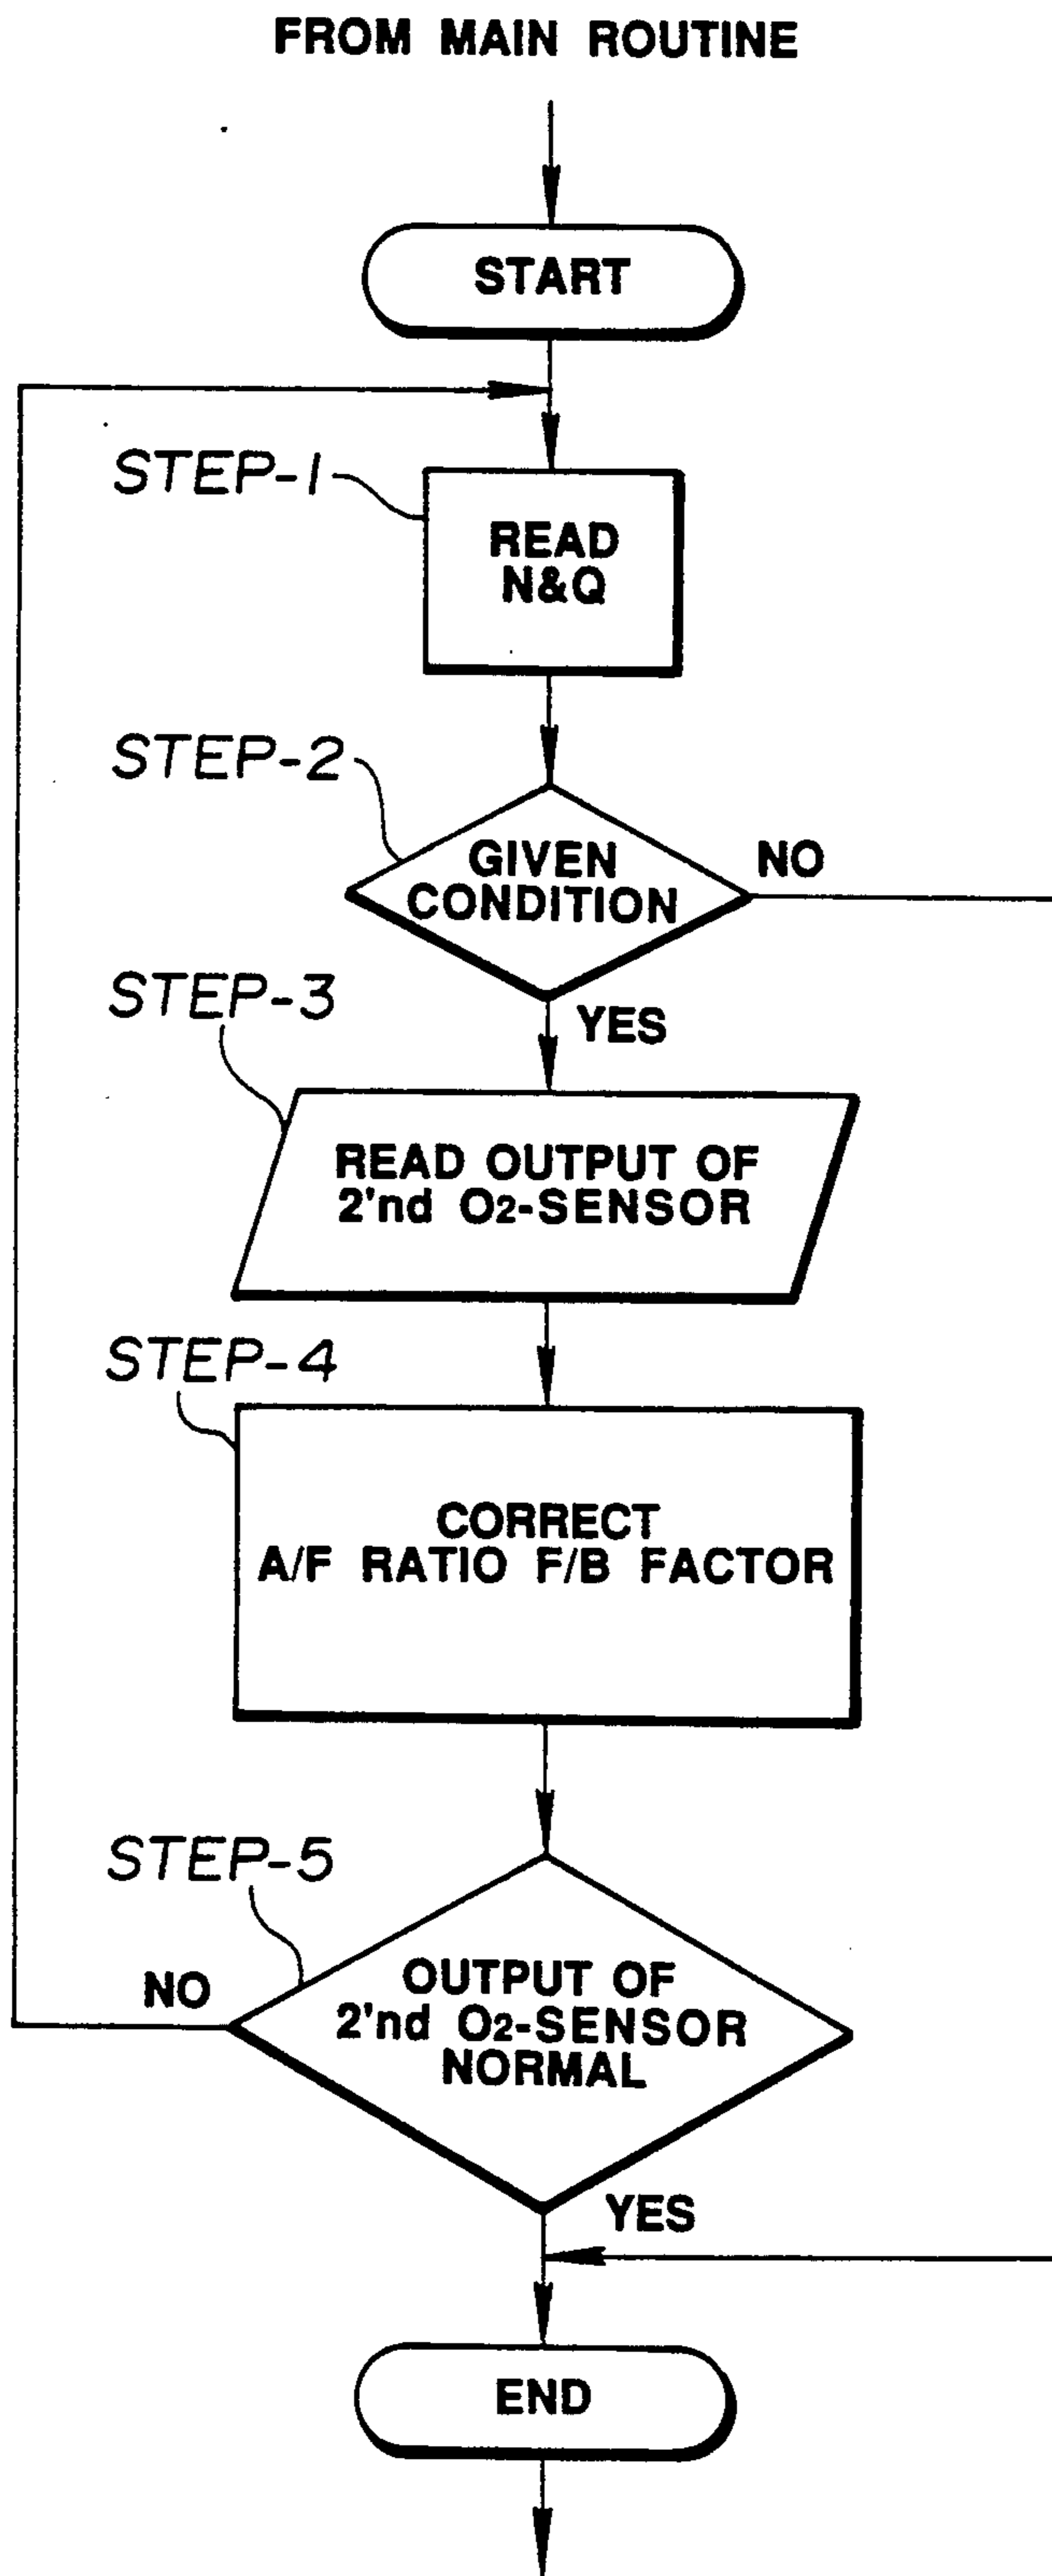 FROM MAIN ROUTINE
START
STEP-1
READ
N&Q
STEP-2
GIVEN
CONDITION
NO
YES
STEP-3
READ OUTPUT OF
2'nd O2-SENSOR
STEP-4
CORRECT
A/F RATIO F/B FACTOR
STEP-5
NO
OUTPUT OF
2'nd O2-SENSOR
NORMAL
YES
END